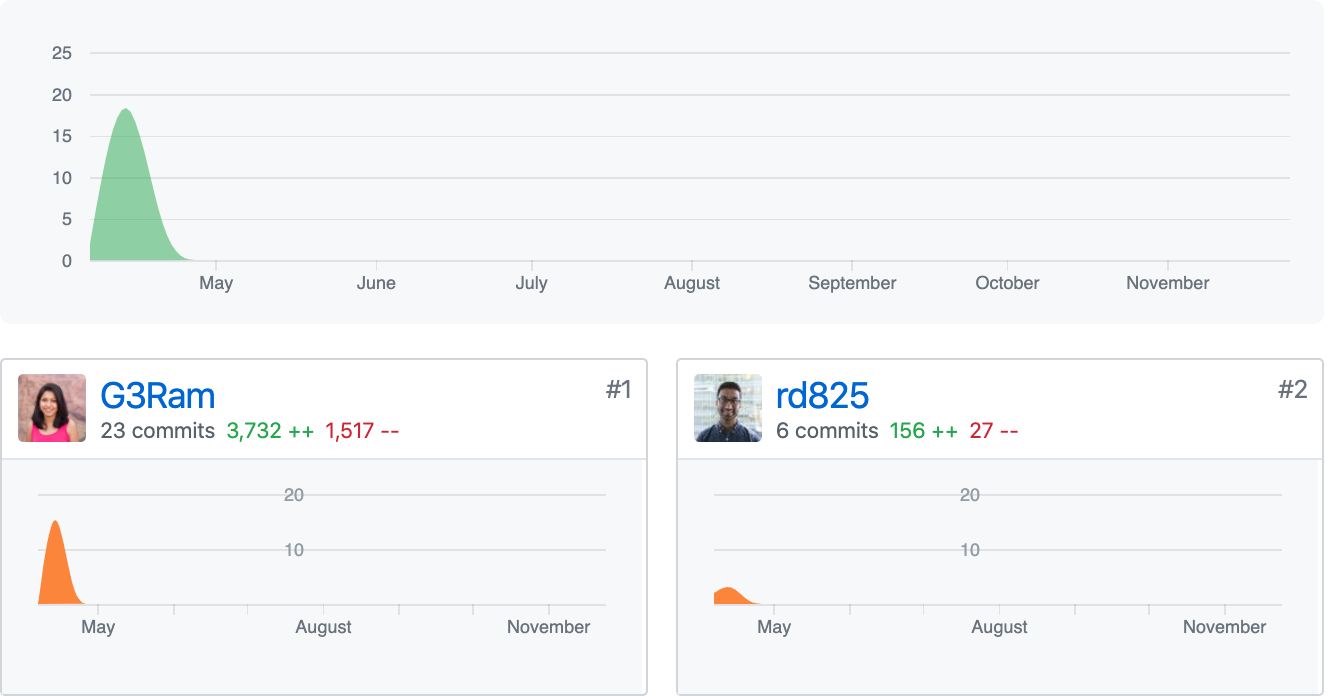 25
20
15
10
5
0
May June July August September October November
G3Ram #1
23 commits 3,732 ++ 1,517 --
20
10
May August November
rd825 #2
6 commits 156 ++ 27 --
20
10
May August November